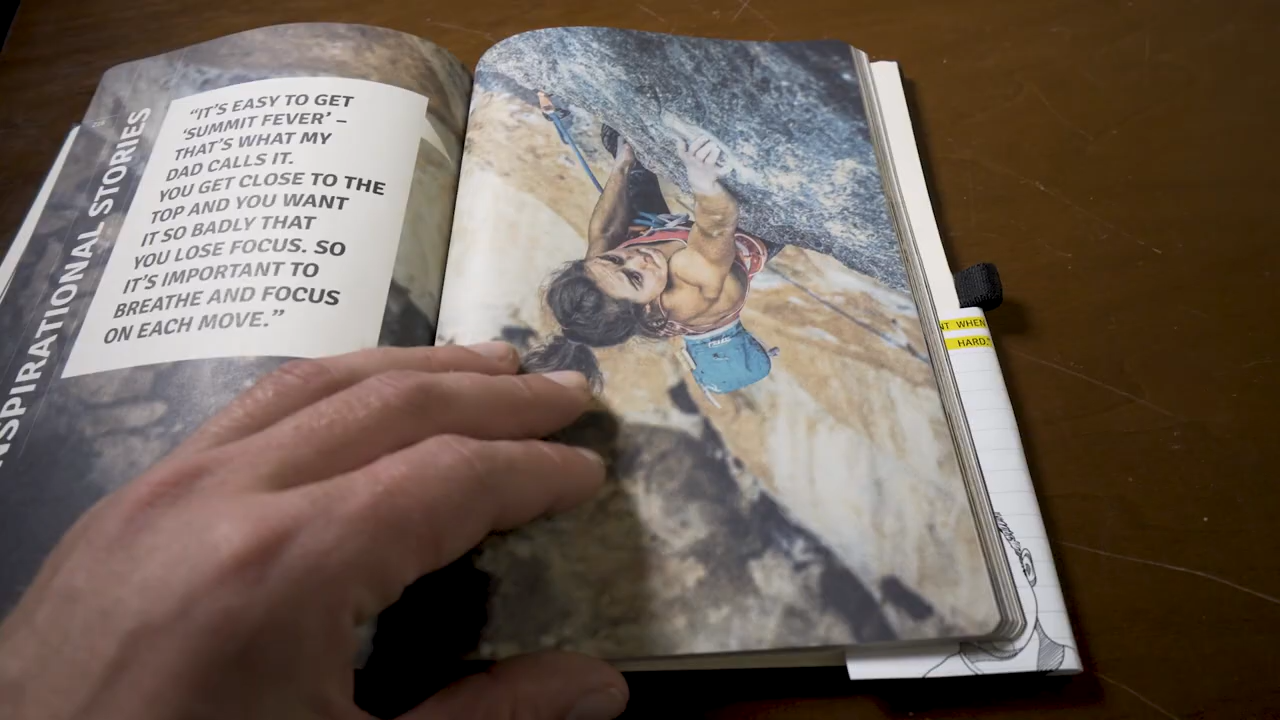 INSPIRATIONAL STORIES
“IT’S EASY TO GET
‘SUMMIT FEVER’ –
THAT’S WHAT MY
DAD CALLS IT.
YOU GET CLOSE TO THE
TOP AND YOU WANT
IT SO BADLY THAT
YOU LOSE FOCUS. SO
IT’S IMPORTANT TO
BREATHE AND FOCUS
ON EACH MOVE.”
WHEN
HARD.”